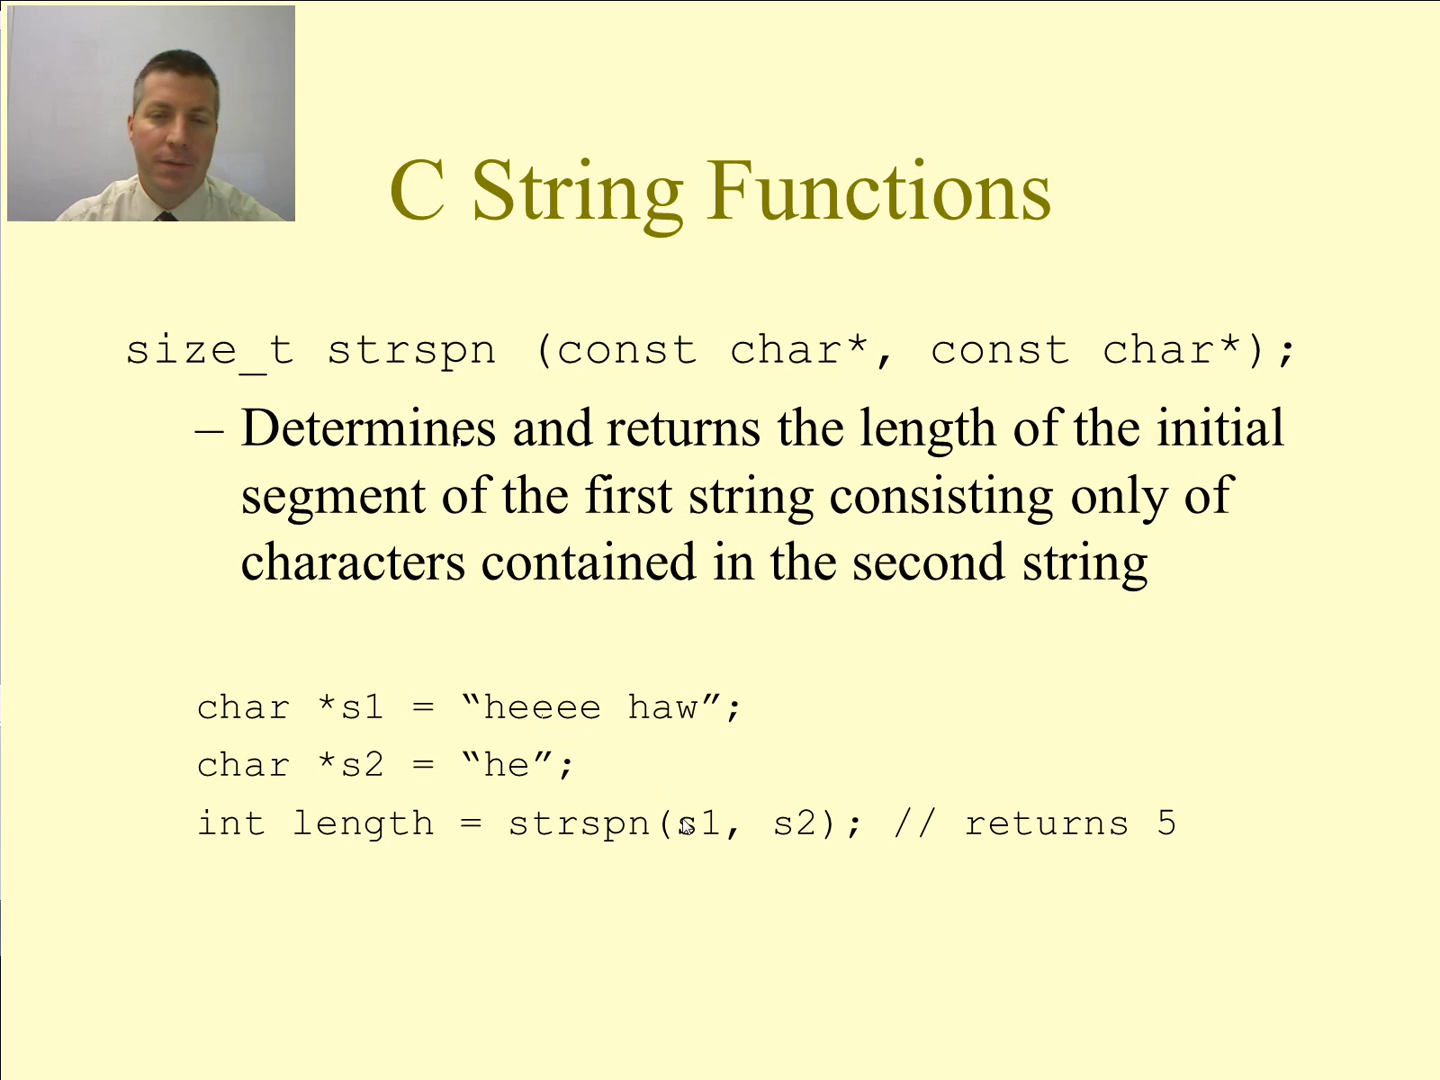 C String Functions
size_t strspn (const char*, const char*);
– Determines and returns the length of the initial
segment of the first string consisting only of
characters contained in the second string
char *s1 = “heeee haw”;
char *s2 = “he”;
int length = strspn(s1, s2); // returns 5